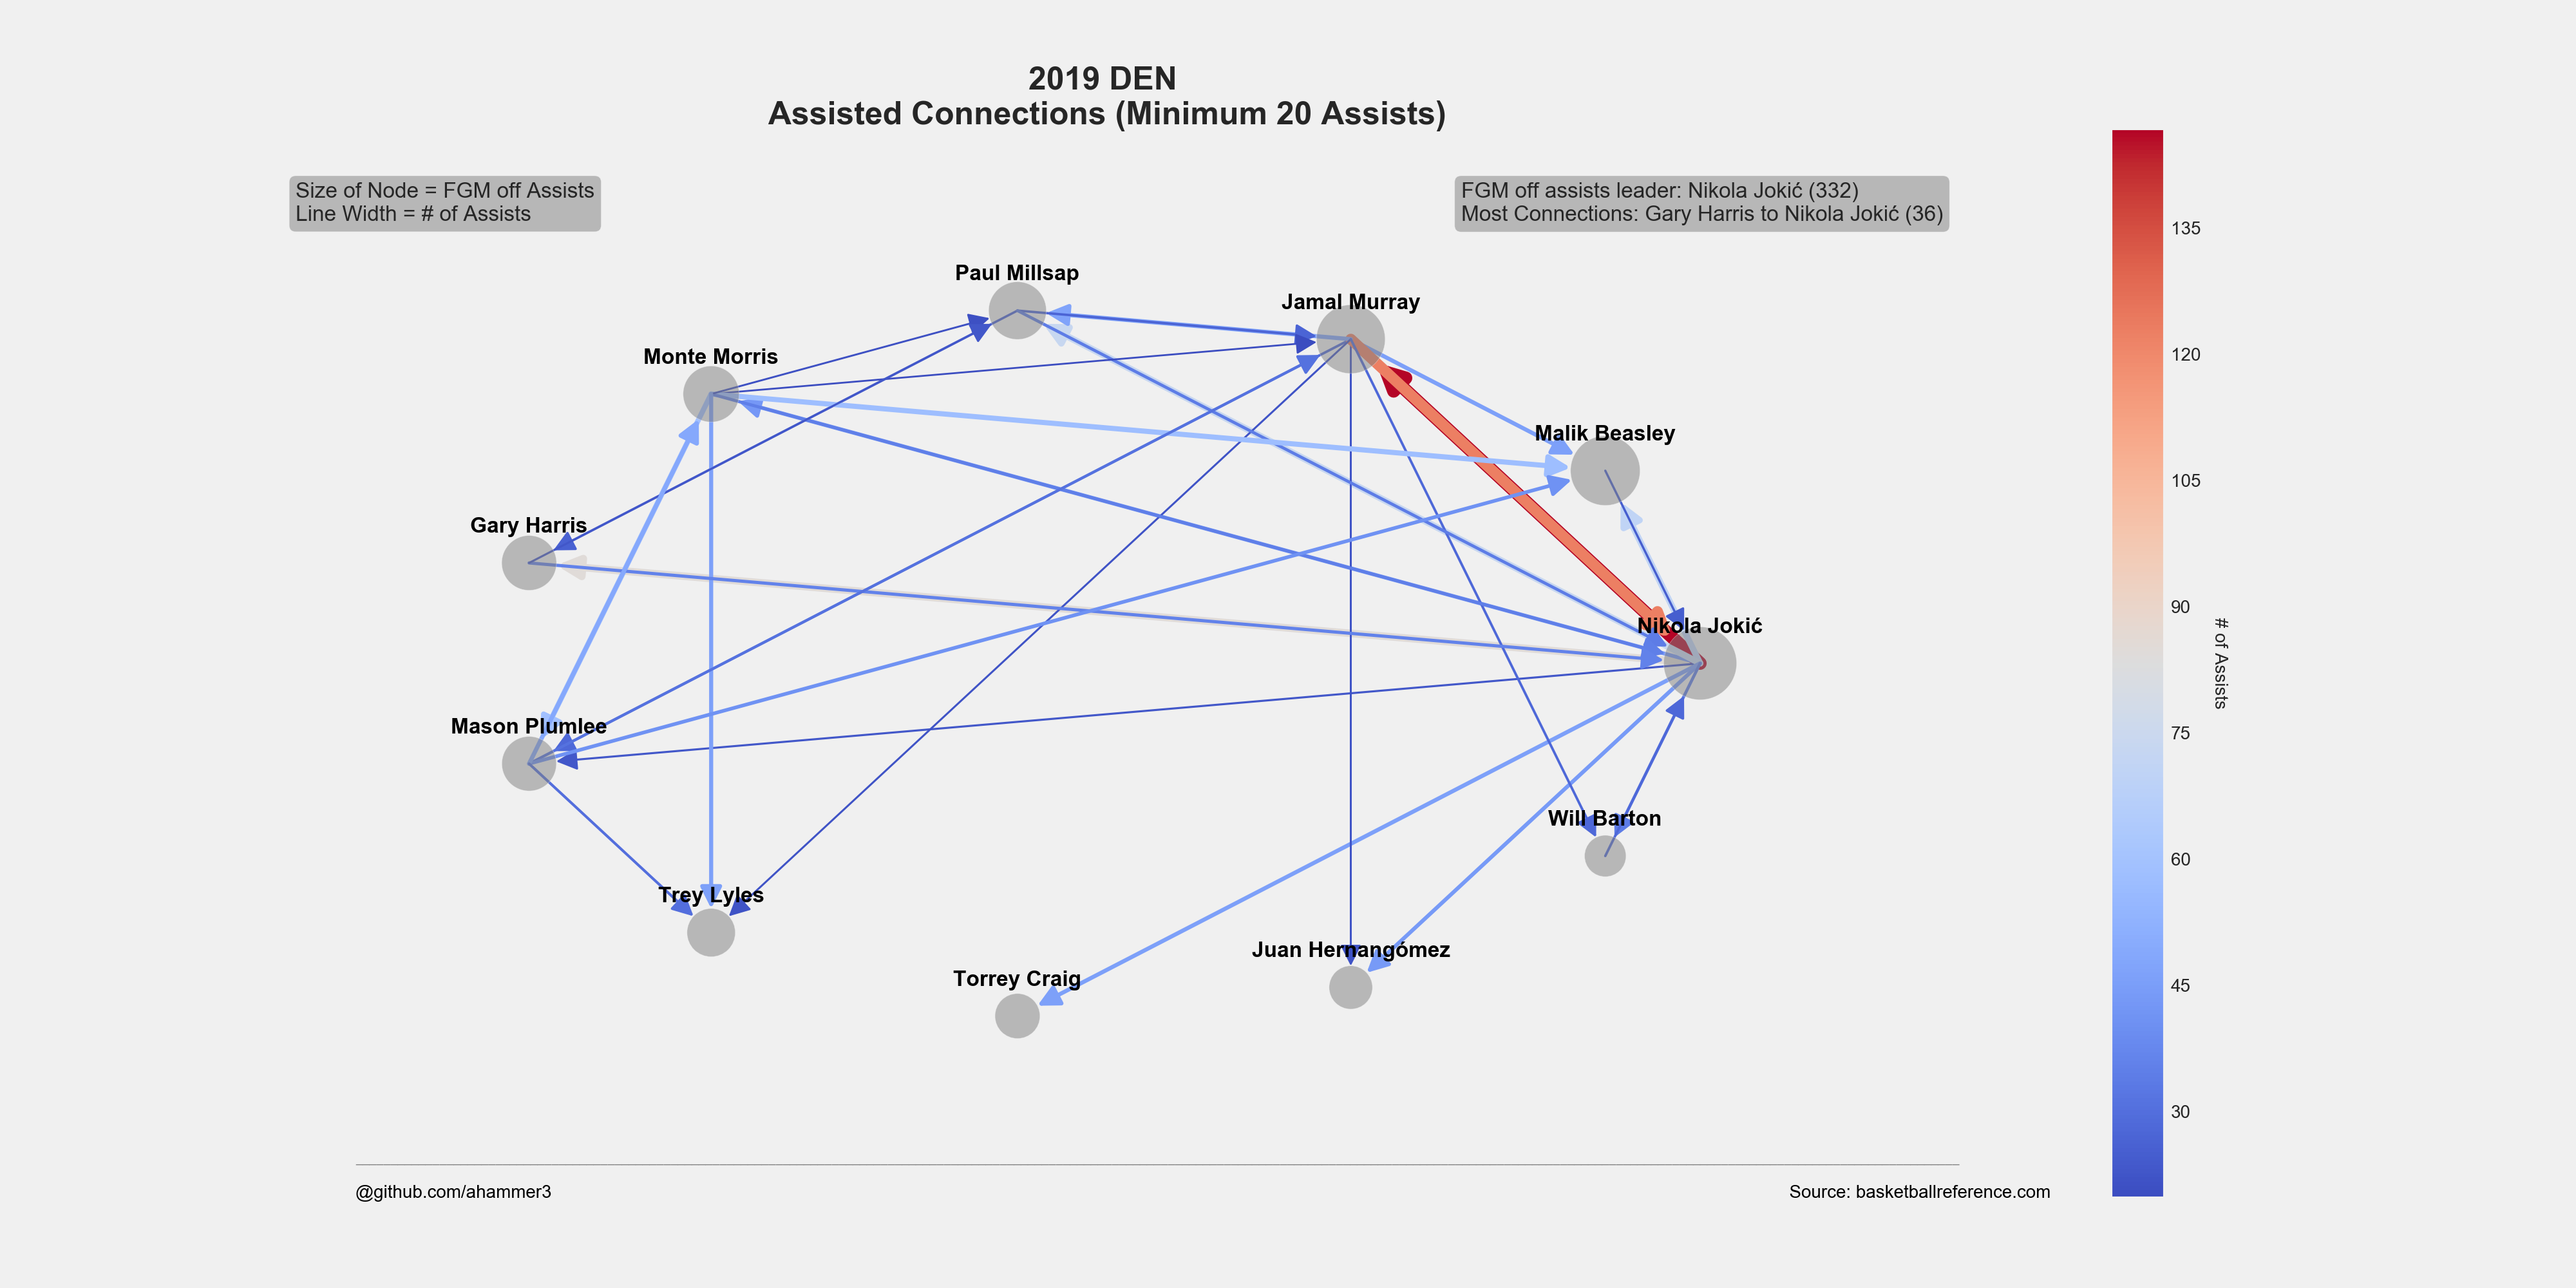 2019 DEN
Assisted Connections (Minimum 20 Assists)
Size of Node = FGM off Assists
Line Width = # of Assists
FGM off assists leader: Nikola Jokić (332)
Most Connections: Gary Harris to Nikola Jokić (36)
Paul Millsap
Jamal Murray
Monte Morris
Malik Beasley
Gary Harris
Nikola Jokić
Mason Plumlee
Will Barton
Trey Lyles
Juan Hernangómez
Torrey Craig
135
120
105
90
75
60
45
30
# of Assists
@github.com/ahammer3
Source: basketballreference.com